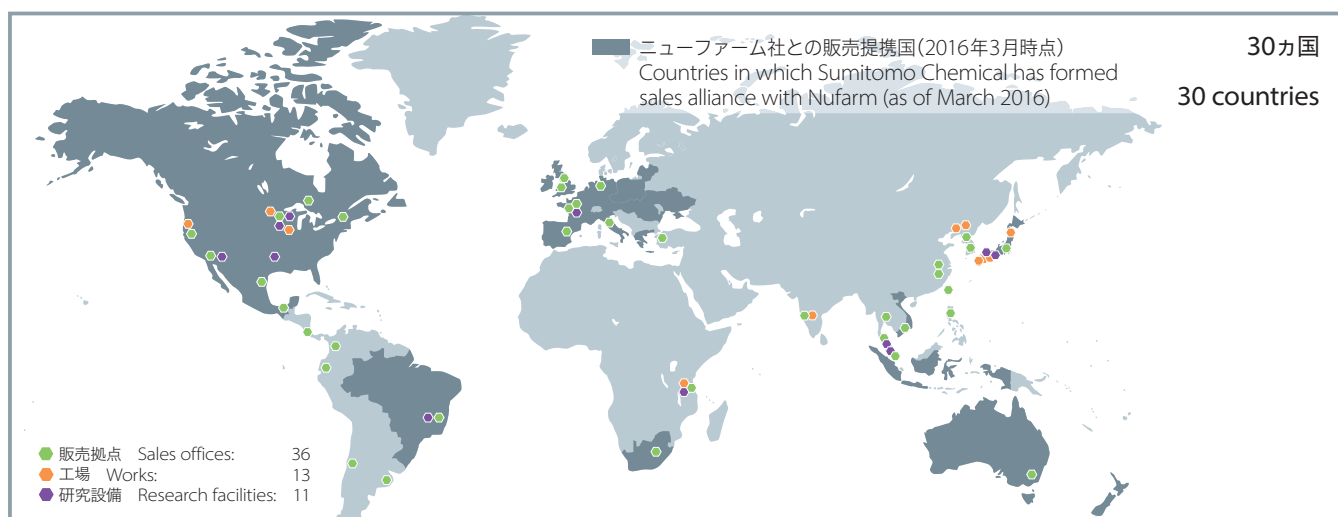 ニューファーム社との販売提携国(2016年3月時点)
Countries in which Sumitomo Chemical has formed
sales alliance with Nufarm (as of March 2016)
30ヵ国
30 countries
販売拠点 Sales offices: 36
工場 Works: 13
研究設備 Research facilities: 11